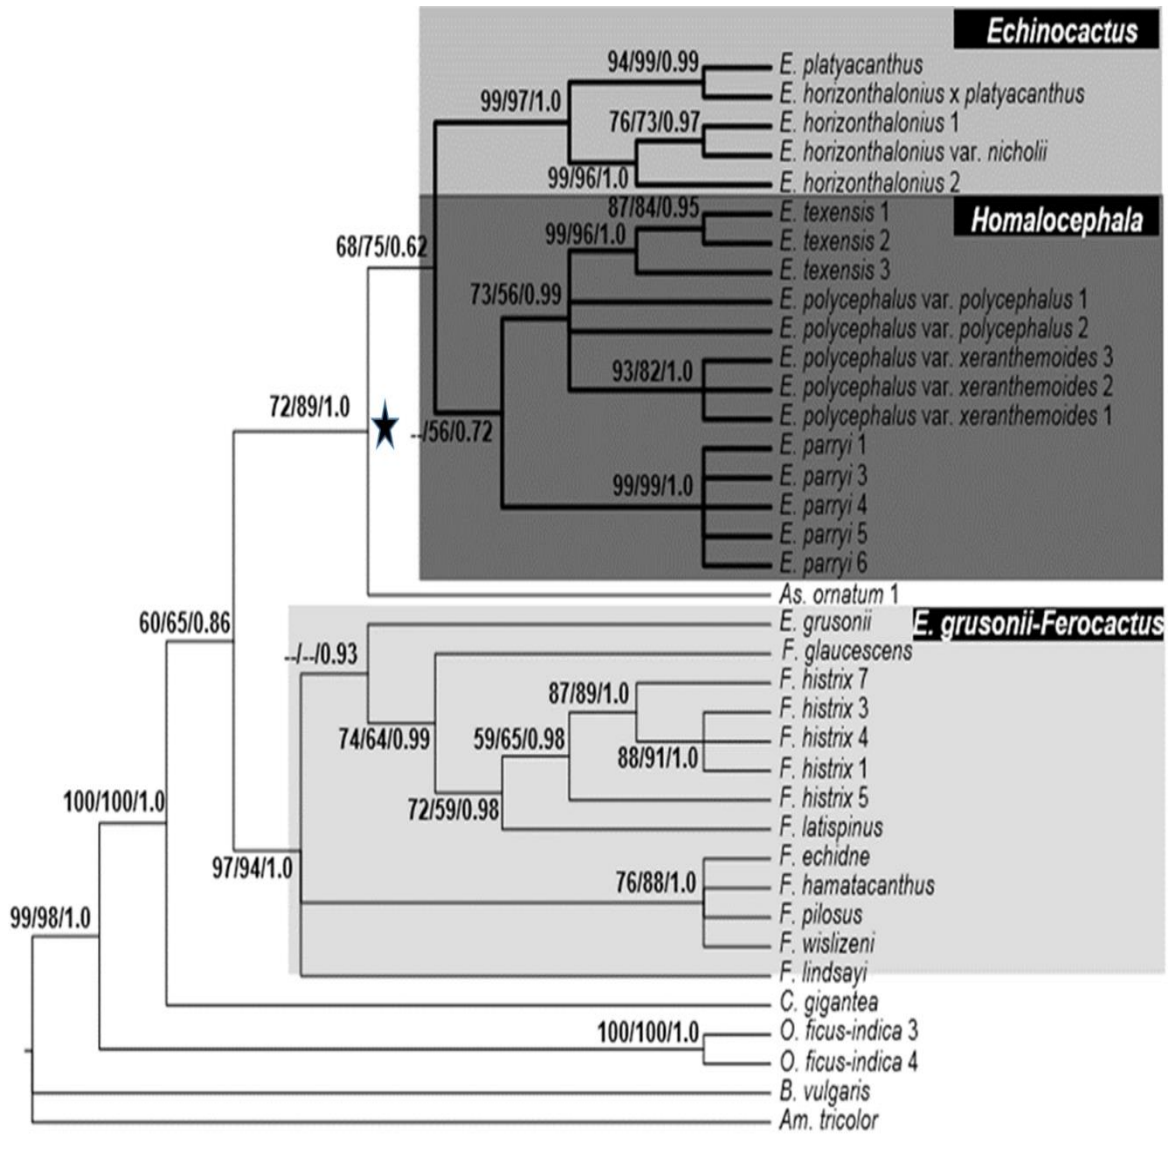 Echinocactus
94/99/0.99
E. platyacanthus
99/97/1.0
E. horizonthalonius x platyacanthus
76/73/0.97
E. horizonthalonius 1
E. horizonthalonius var. nicholii
99/96/1.0
E. horizonthalonius 2
87/84/0.95
E. texensis 1
Homalocephala
68/75/0.62
99/96/1.0
E. texensis 2
E. texensis 3
73/56/0.99
E. polycephalus var. polycephalus 1
E. polycephalus var. polycephalus 2
93/82/1.0
E. polycephalus var. xeranthemoides 3
E. polycephalus var. xeranthemoides 2
72/89/1.0
E. polycephalus var. xeranthemoides 1
--/56/0.72
E. parryi 1
E. parryi 3
99/99/1.0
E. parryi 4
E. parryi 5
E. parryi 6
As. ornatum 1
60/65/0.86
E. grusonii
E. grusonii-Ferocactus
--/--/0.93
F. glaucescens
87/89/1.0
F. histrix 7
F. histrix 3
74/64/0.99
59/65/0.98
F. histrix 4
88/91/1.0
F. histrix 1
100/100/1.0
72/59/0.98
F. histrix 5
F. latispinus
97/94/1.0
F. echidne
76/88/1.0
F. hamatacanthus
99/98/1.0
F. pilosus
F. wislizeni
F. lindsayi
C. gigantea
100/100/1.0
O. ficus-indica 3
O. ficus-indica 4
B. vulgaris
Am. tricolor